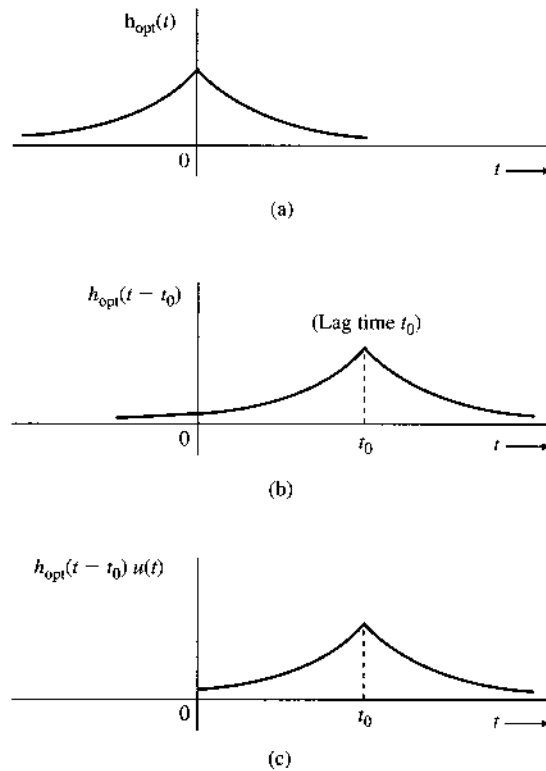 h_opt(t)
0
t
(a)
h_opt(t − t_0)
(Lag time t_0)
0
t_0
t
(b)
h_opt(t − t_0) u(t)
0
t_0
t
(c)